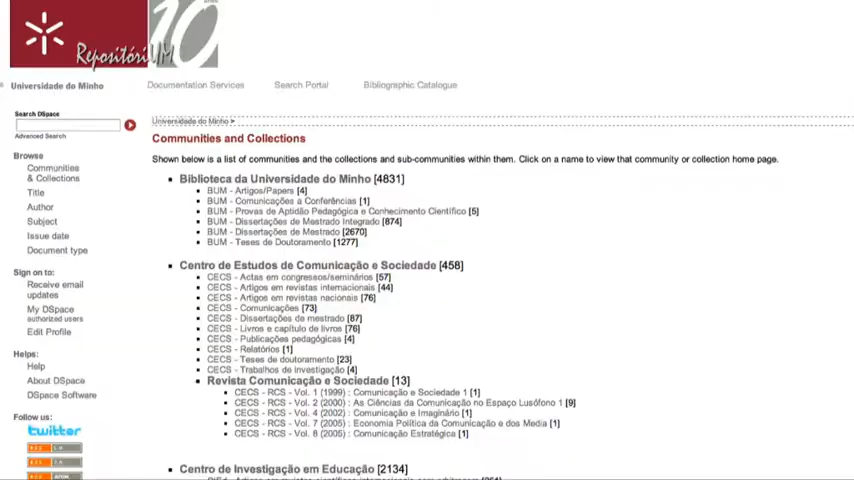 10
RepositóriUM
Universidade do Minho
Documentation Services
Search Portal
Bibliographic Catalogue
Search DSpace
Advanced Search
Browse
Communities
& Collections
Title
Author
Subject
Issue date
Document type
Sign on to:
Receive email
updates
My DSpace
authorized users
Edit Profile
Helps:
Help
About DSpace
DSpace Software
Follow us:
twitter
Universidade do Minho >
Communities and Collections
Shown below is a list of communities and the collections and sub-communities within them. Click on a name to view that community or collection home page.
Biblioteca da Universidade do Minho [4831]
BUM - Artigos/Papers [4]
BUM - Comunicações a Conferências [1]
BUM - Provas de Aptidão Pedagógica e Conhecimento Científico [5]
BUM - Dissertações de Mestrado Integrado [874]
BUM - Dissertações de Mestrado [2670]
BUM - Teses de Doutoramento [1277]
Centro de Estudos de Comunicação e Sociedade [458]
CECS - Actas em congressos/seminários [57]
CECS - Artigos em revistas internacionais [44]
CECS - Artigos em revistas nacionais [76]
CECS - Comunicações [73]
CECS - Dissertações de mestrado [87]
CECS - Livros e capítulo de livros [76]
CECS - Publicações pedagógicas [4]
CECS - Relatórios [1]
CECS - Teses de doutoramento [23]
CECS - Trabalhos de investigação [4]
Revista Comunicação e Sociedade [13]
CECS - RCS - Vol. 1 (1999) : Comunicação e Sociedade 1 [1]
CECS - RCS - Vol. 2 (2000) : As Ciências da Comunicação no Espaço Lusófono 1 [9]
CECS - RCS - Vol. 4 (2002) : Comunicação e Imaginário [1]
CECS - RCS - Vol. 7 (2005) : Economia Política da Comunicação e dos Media [1]
CECS - RCS - Vol. 8 (2005) : Comunicação Estratégica [1]
Centro de Investigação em Educação [2134]